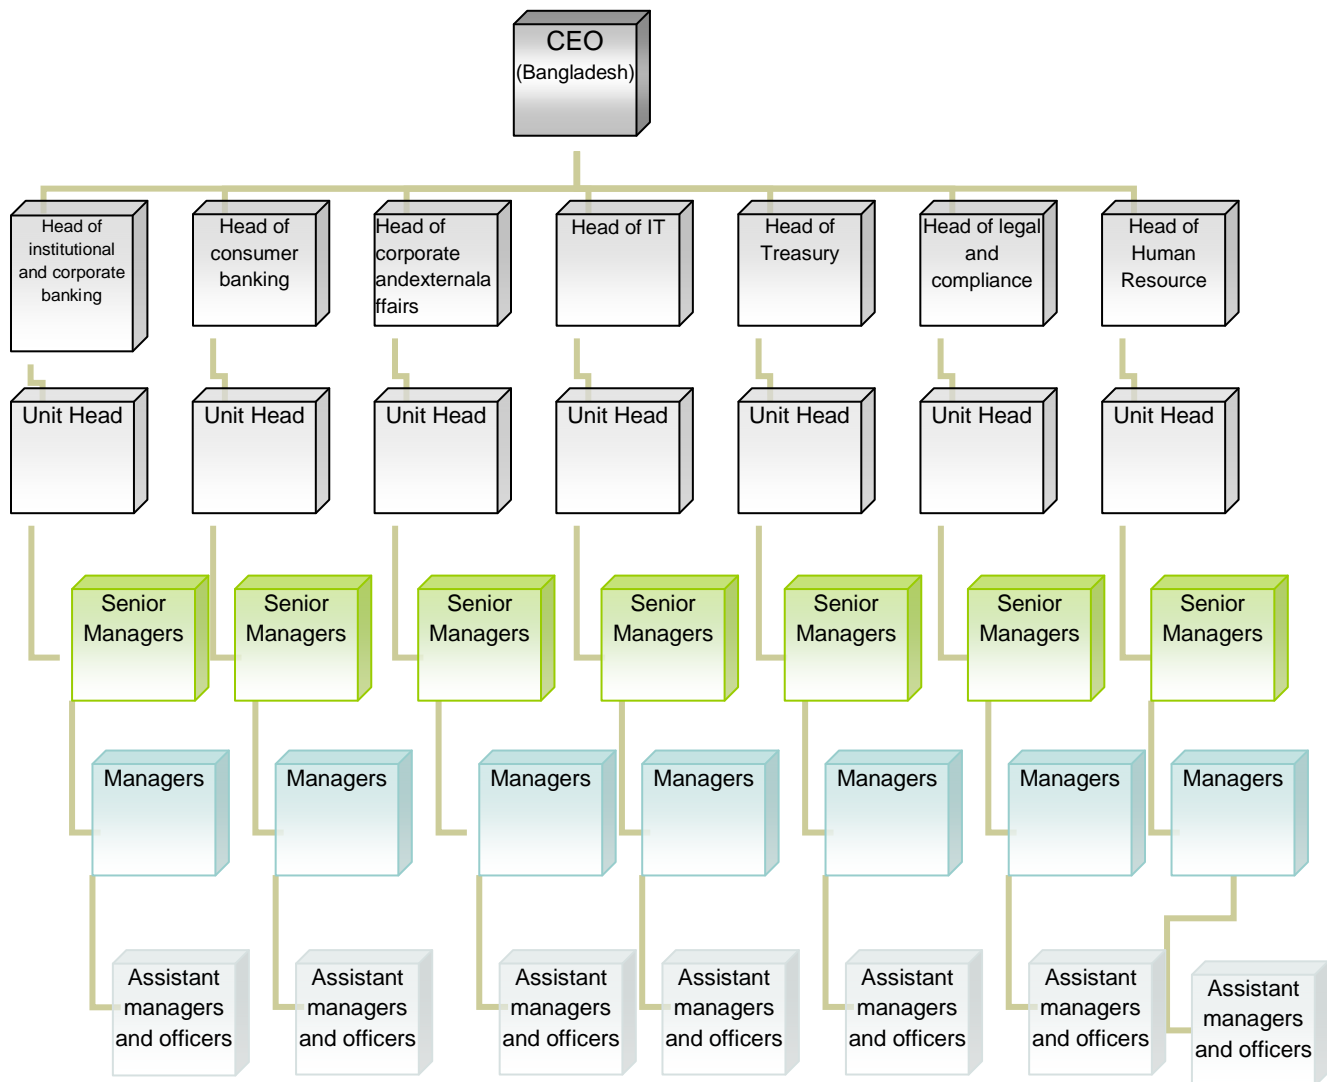 CEO
(Bangladesh)
Head of
institutional
and corporate
banking
Head of
consumer
banking
Head of
corporate
andexternala
ffairs
Head of IT
Head of
Treasury
Head of legal
and
compliance
Head of
Human
Resource
Unit Head
Unit Head
Unit Head
Unit Head
Unit Head
Unit Head
Unit Head
Senior
Managers
Senior
Managers
Senior
Managers
Senior
Managers
Senior
Managers
Senior
Managers
Senior
Managers
Managers
Managers
Managers
Managers
Managers
Managers
Managers
Assistant
managers
and officers
Assistant
managers
and officers
Assistant
managers
and officers
Assistant
managers
and officers
Assistant
managers
and officers
Assistant
managers
and officers
Assistant
managers
and officers